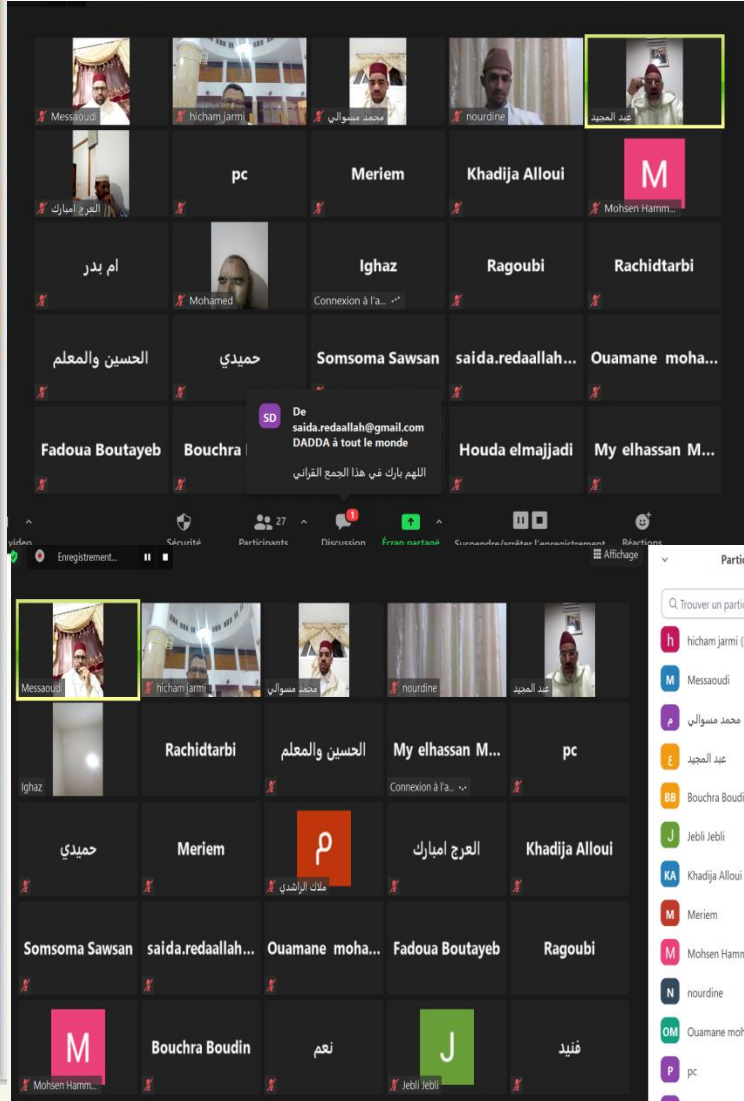 Messaoudi
hicham jarmi
محمد مسوالي
nourdine
عبد المجيد
العرج امبارك
pc
Meriem
Khadija Alloui
M
Mohsen Hamm...
ام بدر
Mohamed
Ighaz
Connexion à l'a...
Ragoubi
Rachidtarbi
الحسين والمعلم
حميدي
Somsoma Sawsan
saida.redaallah...
Ouamane moha...
Fadoua Boutayeb
Bouchra
SD
De
saida.redaallah@gmail.com
DADDA à tout le monde
اللهم بارك في هذا الجمع القراني
Houda elmajjadi
My elhassan M...
video
Sécurité
Participants
27
Discussion
1
Écran partagé
Suspendre/arrêter l'enregistrement
Réactions
Enregistrement...
Affichage
Messaoudi
hicham jarmi
محمد مسوالي
nourdine
عبد المجيد
Ighaz
Rachidtarbi
الحسين والمعلم
My elhassan M...
Connexion à l'a...
pc
حميدي
Meriem
م
ملاك الراشدي
العرج امبارك
Khadija Alloui
Somsoma Sawsan
saida.redaallah...
Ouamane moha...
Fadoua Boutayeb
Ragoubi
M
Mohsen Hamm...
Bouchra Boudin
نعم
J
Jebli Jebli
فنيد
Partic
Trouver un partic
h
hicham jarmi (
M
Messaoudi
م
محمد مسوالي
ع
عبد المجيد
BB
Bouchra Boudi
J
Jebli Jebli
KA
Khadija Alloui
M
Meriem
M
Mohsen Hamm
N
nourdine
OM
Ouamane moh
P
pc